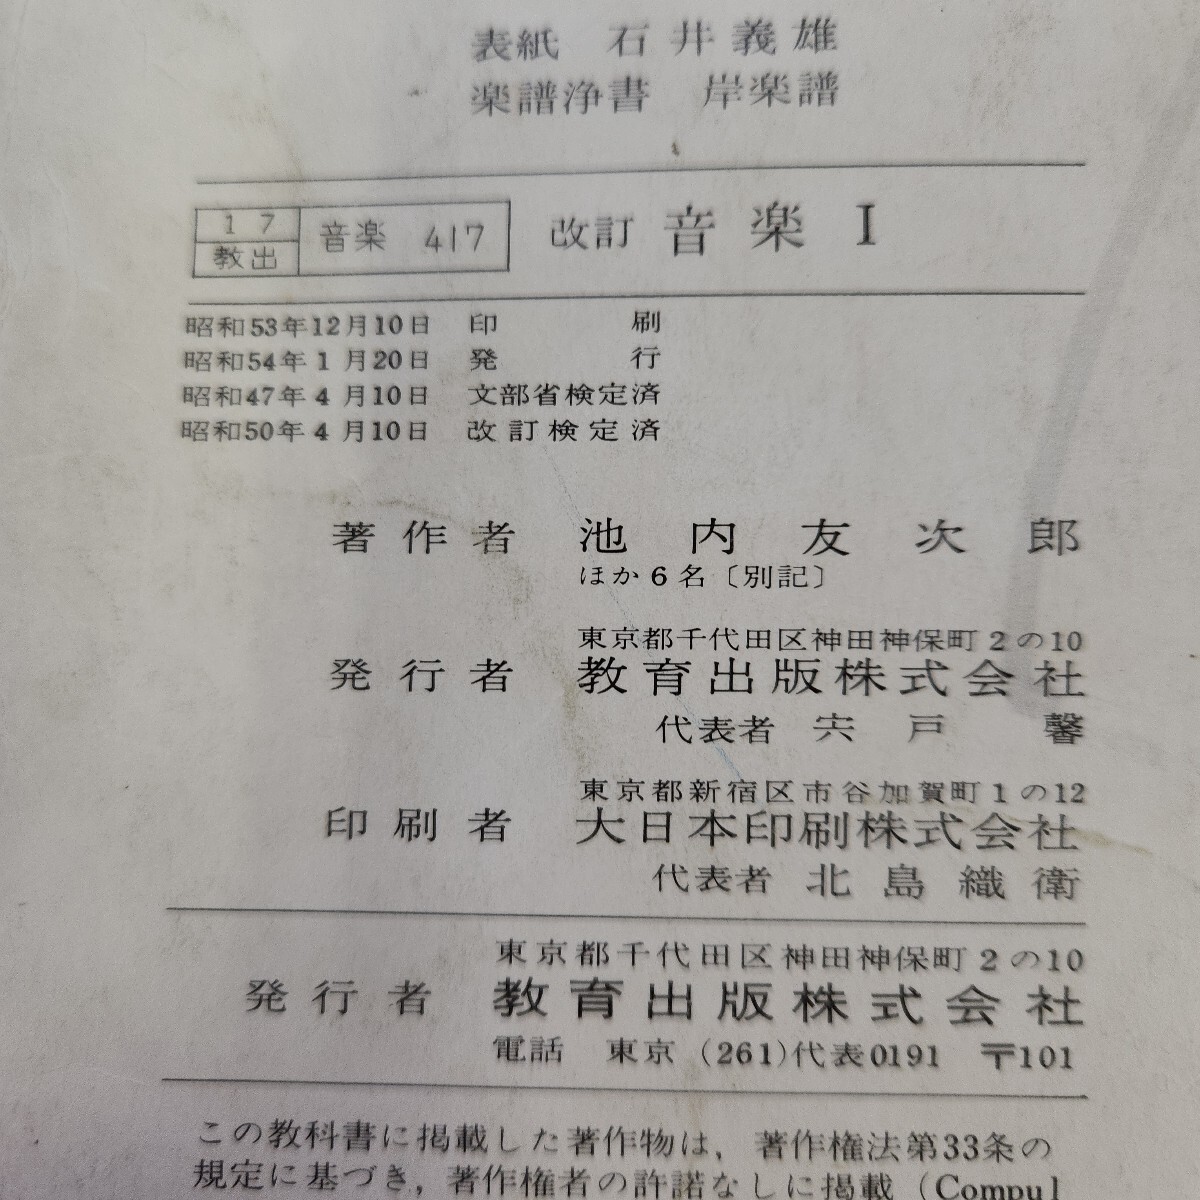 表紙 石井義雄
楽譜浄書 岸楽譜
17 教出 音楽 417 改訂 音楽 I
昭和53年12月10日 印刷
昭和54年1月20日 発行
昭和47年4月10日 文部省検定済
昭和50年4月10日 改訂検定済
著作者 池内友次郎
ほか6名〔別記〕
東京都千代田区神田神保町2の10
発行者 教育出版株式会社
代表者 宍戸馨
東京都新宿区市谷加賀町1の12
印刷者 大日本印刷株式会社
代表者 北島織衛
東京都千代田区神田神保町2の10
発行者 教育出版株式会社
電話 東京(261)代表0191 〒101
この教科書に掲載した著作物は，著作権法第33条の
規定に基づき，著作権者の許諾なしに掲載（Compul